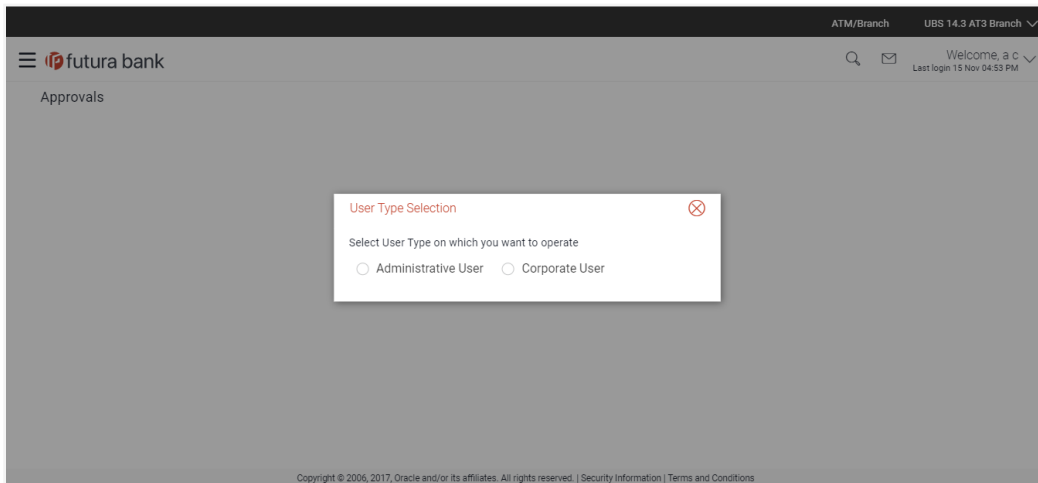 ATM/Branch UBS 14.3 AT3 Branch
futura bank
Welcome, a c
Last login 15 Nov 04:53 PM
Approvals
User Type Selection
Select User Type on which you want to operate
Administrative User Corporate User
Copyright © 2006, 2017, Oracle and/or its affiliates. All rights reserved. | Security Information | Terms and Conditions